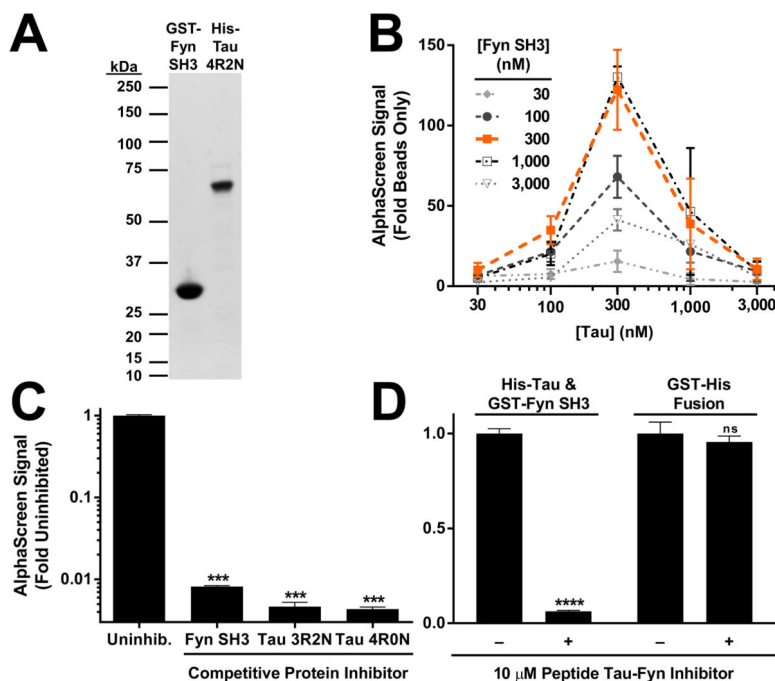 A
GST-
Fyn
SH3
His-
Tau
4R2N
kDa
250
150
100
75
50
37
25
20
15
10
B
AlphaScreen Signal
(Fold Beads Only)
150
100
50
0
[Fyn SH3]
(nM)
30
100
300
1,000
3,000
30 100 300 1,000 3,000
[Tau] (nM)
C
AlphaScreen Signal
(Fold Uninhibited)
1
0.1
0.01
***
***
***
Uninhib. Fyn SH3 Tau 3R2N Tau 4R0N
Competitive Protein Inhibitor
D
His-Tau &
GST-Fyn SH3
GST-His
Fusion
1.0
0.5
0.0
****
ns
– + – +
10 μM Peptide Tau-Fyn Inhibitor